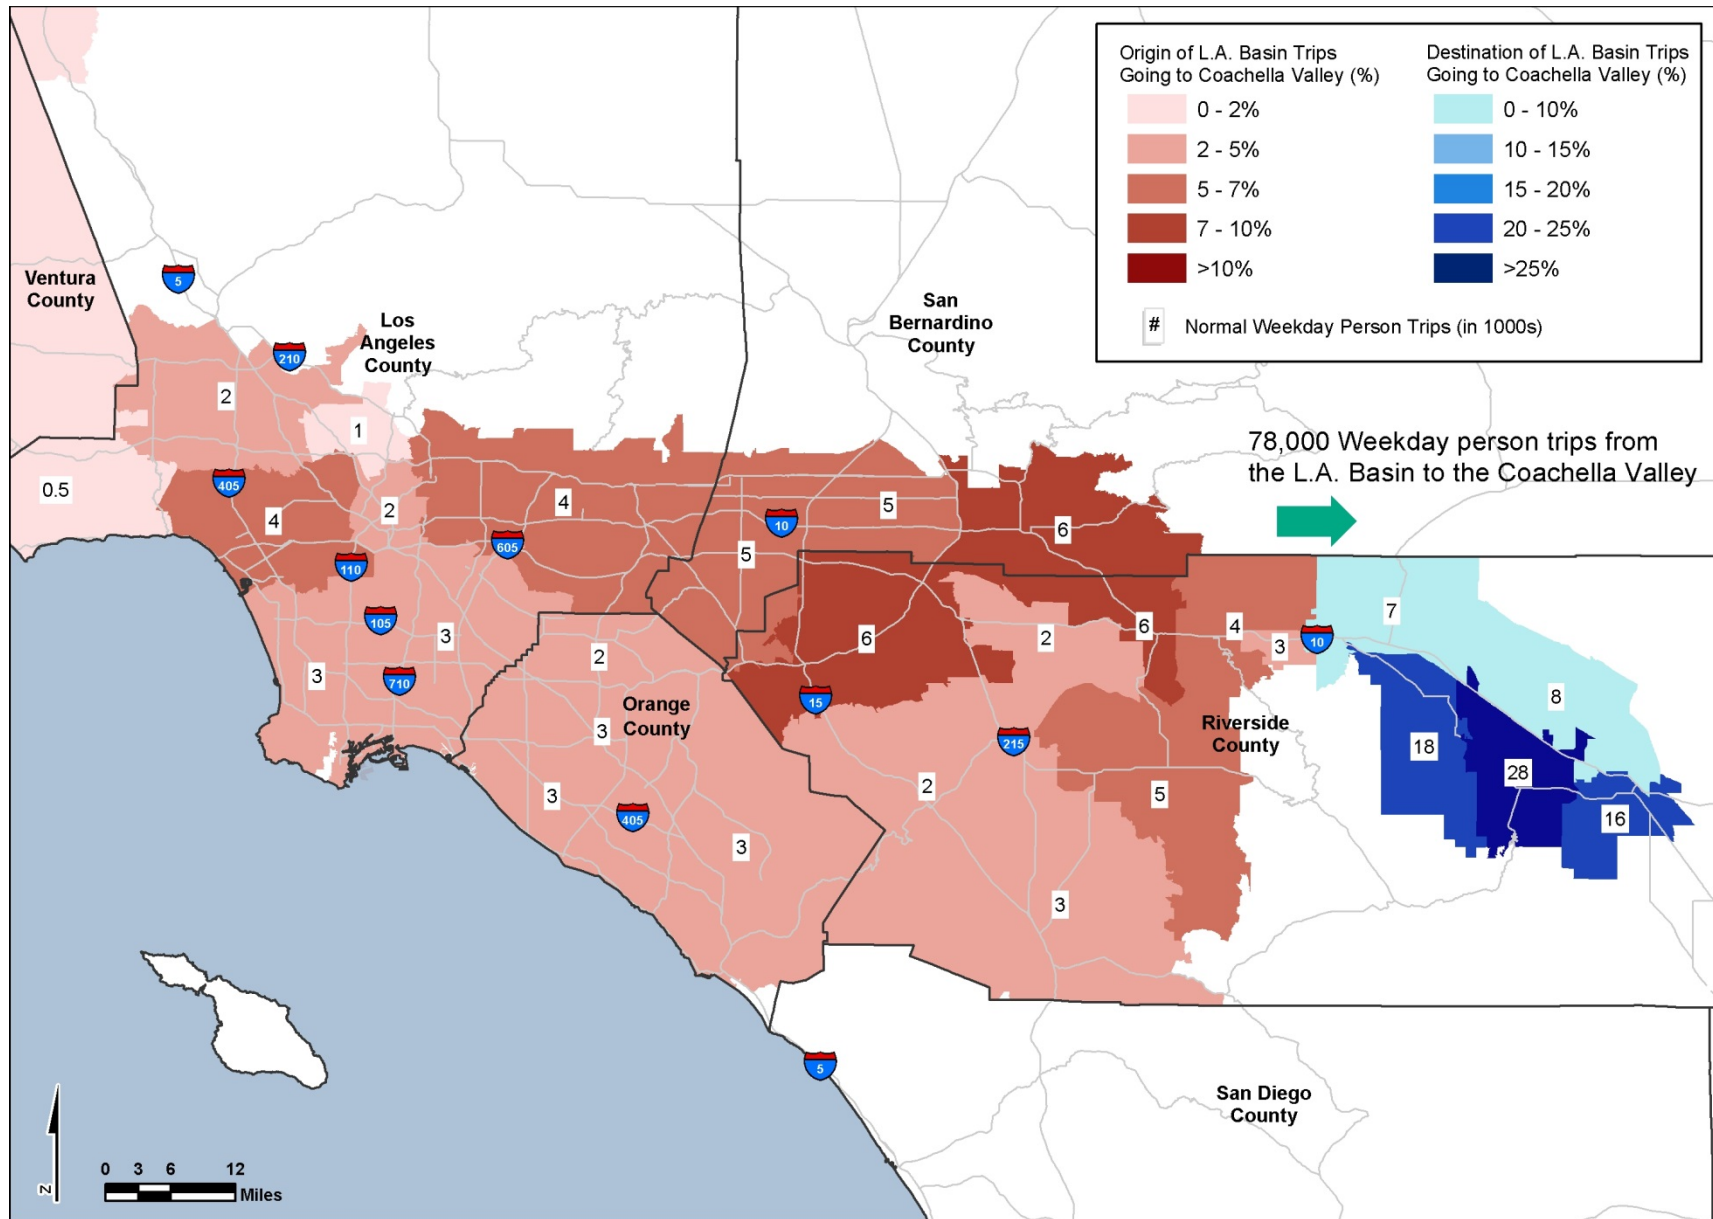 Origin of L.A. Basin Trips
Going to Coachella Valley (%)
0 - 2%
2 - 5%
5 - 7%
7 - 10%
>10%
Destination of L.A. Basin Trips
Going to Coachella Valley (%)
0 - 10%
10 - 15%
15 - 20%
20 - 25%
>25%
# Normal Weekday Person Trips (in 1000s)
Ventura
County
5
Los
Angeles
County
San
Bernardino
County
210
2
1
78,000 Weekday person trips from
the L.A. Basin to the Coachella Valley
0.5
405
4
2
4
605
10
5
5
6
110
105
3
3
710
2
6
2
6
4
3
10
7
8
Orange
County
3
15
Riverside
County
215
18
28
16
3
405
3
2
5
3
5
San Diego
County
0 3 6 12
Miles
N